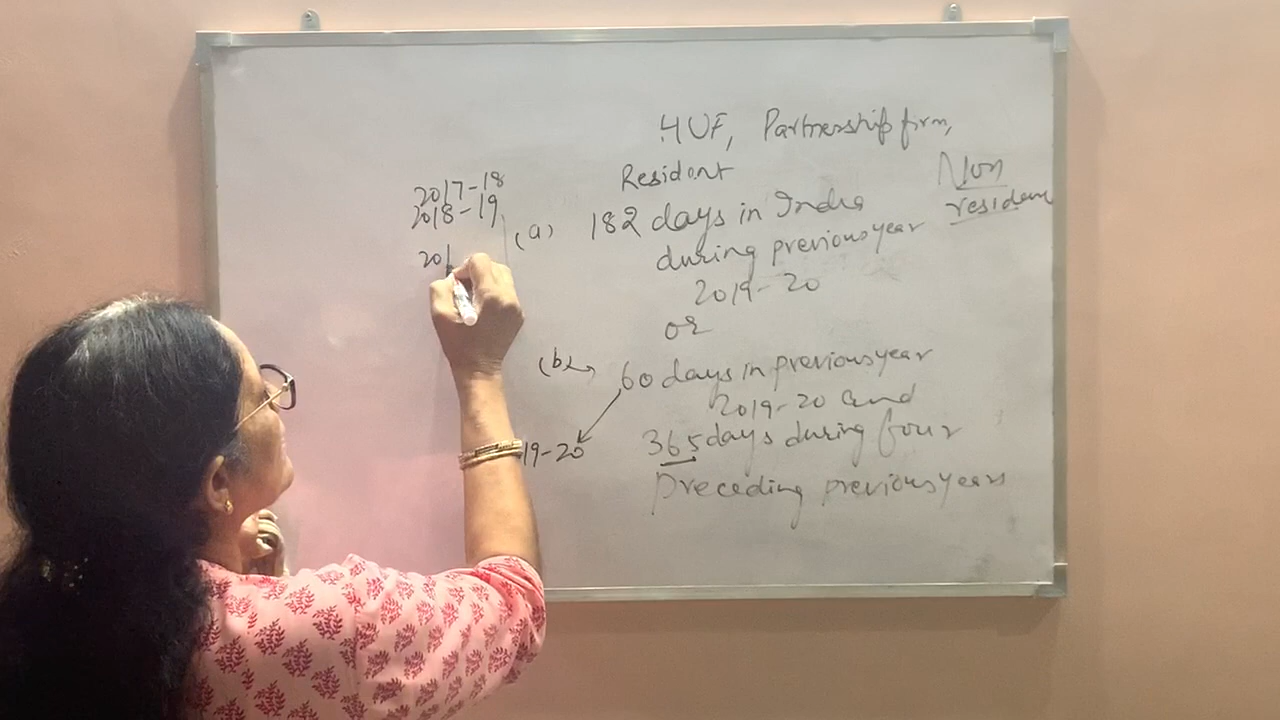 HUF, Partnership firm,
Resident
Non
resident
2017-18
2018-19
201
(a) 182 days in India
during previous year
2019-20
or
(b) 60 days in previous year
2019-20 and
19-20
365 days during four
preceding previous years